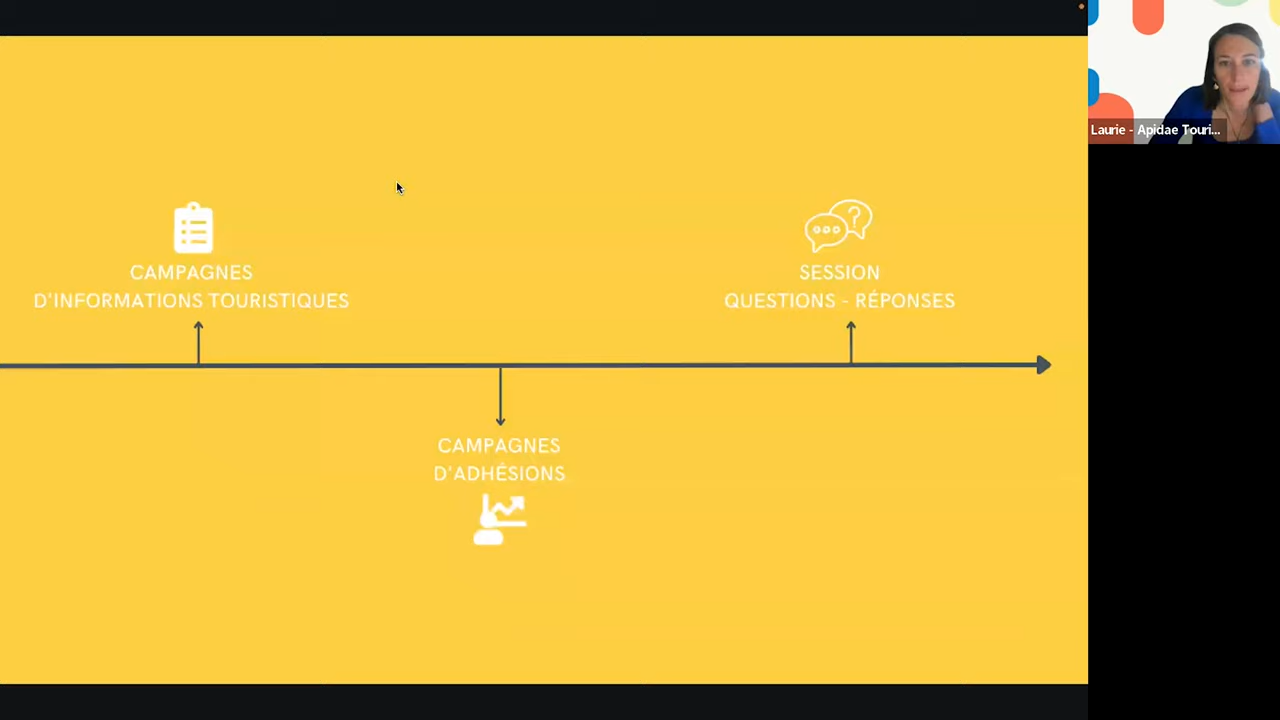 CAMPAGNES
D'INFORMATIONS TOURISTIQUES
SESSION
QUESTIONS - RÉPONSES
CAMPAGNES
D'ADHÉSIONS
Laurie - Apidae Touri...